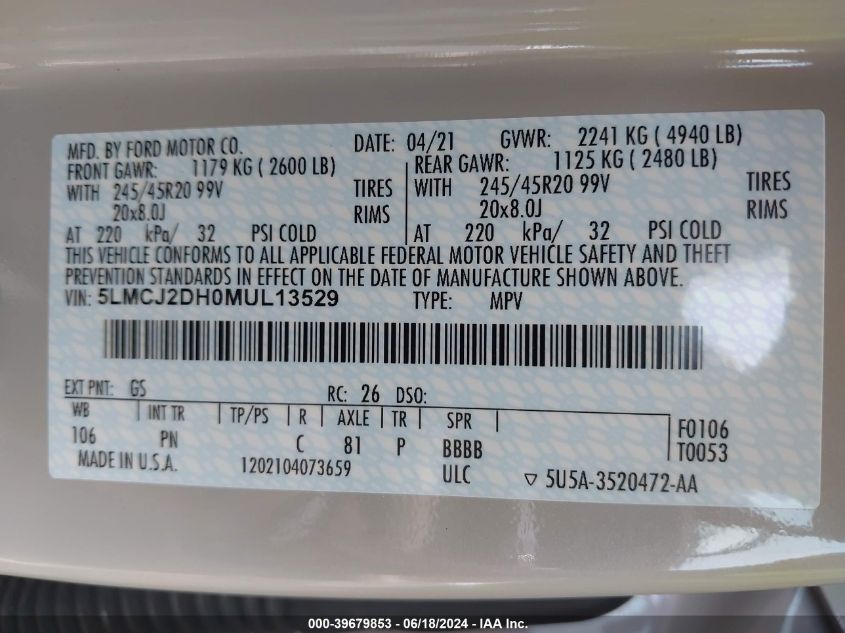 MFD. BY FORD MOTOR CO. DATE: 04/21 GVWR: 2241 KG ( 4940 LB)
FRONT GAWR: 1179 KG ( 2600 LB) REAR GAWR: 1125 KG ( 2480 LB)
WITH 245/45R20 99V TIRES WITH 245/45R20 99V TIRES
20x8.0J RIMS 20x8.0J RIMS
AT 220 kPa/ 32 PSI COLD AT 220 kPa/ 32 PSI COLD
THIS VEHICLE CONFORMS TO ALL APPLICABLE FEDERAL MOTOR VEHICLE SAFETY AND THEFT
PREVENTION STANDARDS IN EFFECT ON THE DATE OF MANUFACTURE SHOWN ABOVE.
VIN: 5LMCJ2DH0MUL13529 TYPE: MPV
EXT PNT: GS RC: 26 DSO:
WB INT TR TP/PS R AXLE TR SPR F0106
106 PN C 81 P BBBB T0053
MADE IN U.S.A. 1202104073659 ULC ▽ 5U5A-3520472-AA
000-39679853 - 06/18/2024 - IAA Inc.